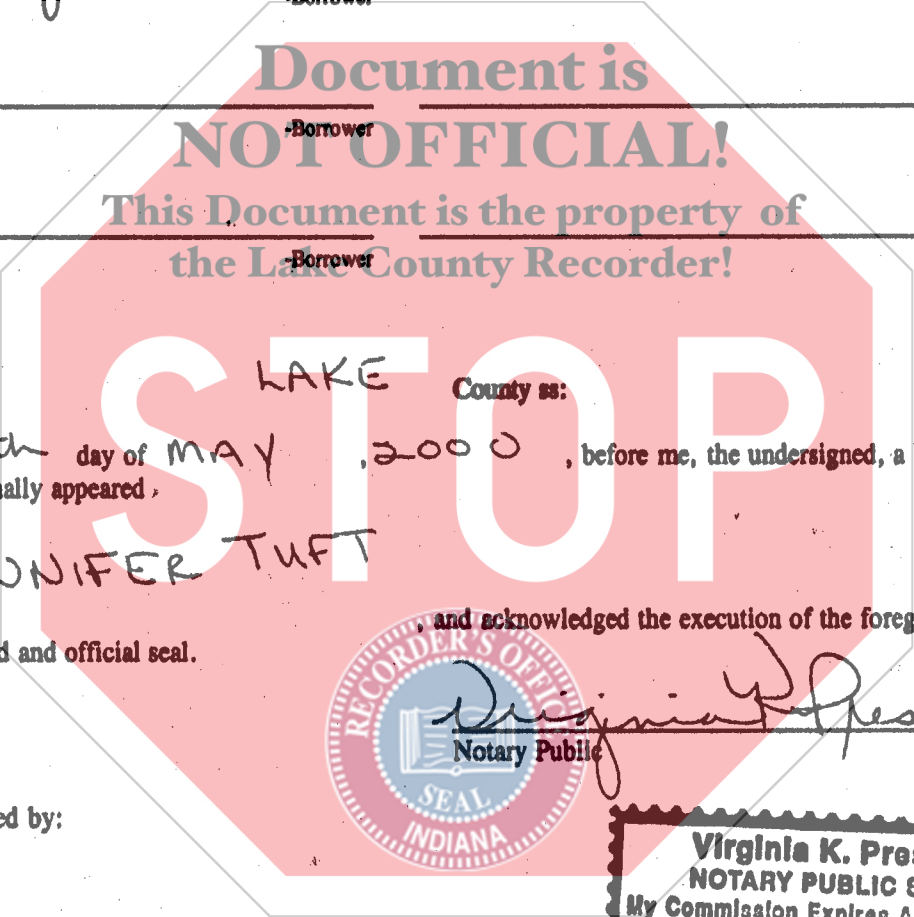 -Borrower
Document is
-Borrower
NOT OFFICIAL!
This Document is the property of
-Borrower
the Lake County Recorder!
STOP
LAKE County ss:
day of MAY , 2000 , before me, the undersigned, a
ally appeared
NIFER TUFT
, and acknowledged the execution of the foreg
d and official seal.
RECORDER'S OFFICE
SEAL
INDIANA
Virginia K Pres
Notary Public
ed by:
Virginia K. Pres
NOTARY PUBLIC S
My Commission Expires A